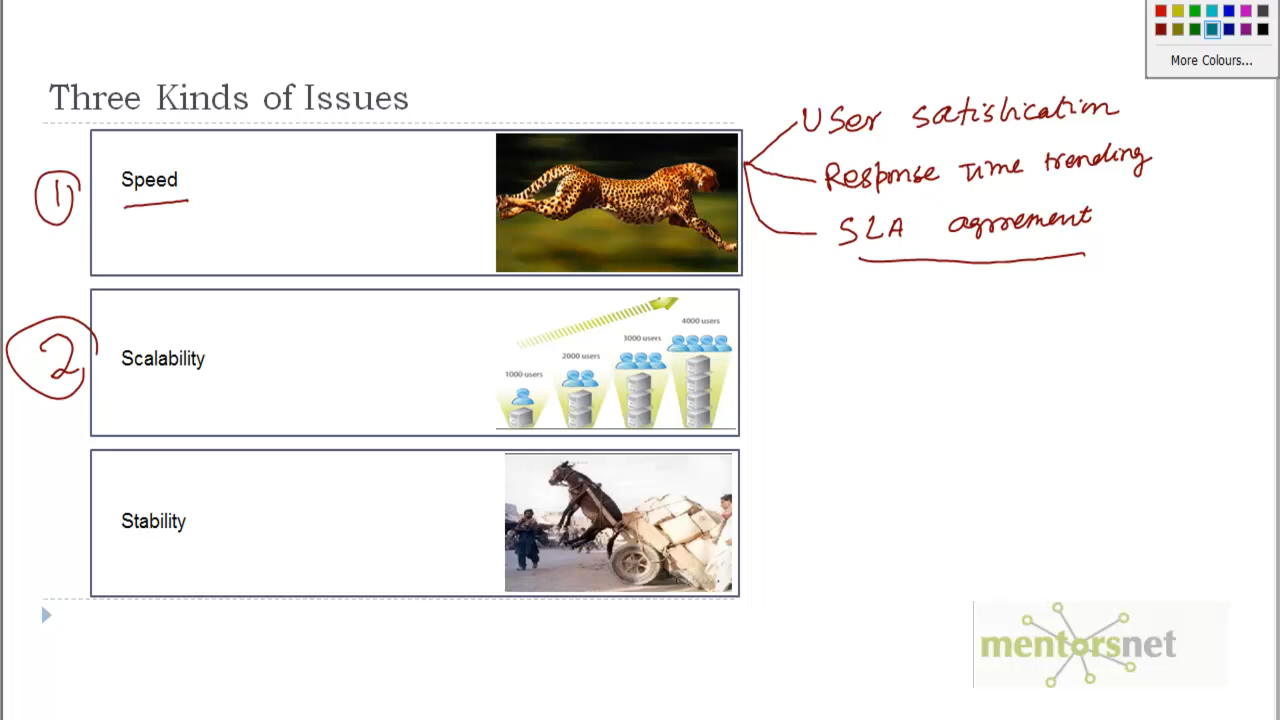 More Colours...
Three Kinds of Issues
User satisfication
Response Time trending
SLA agrrement
1
Speed
2
Scalability
1000 users
2000 users
3000 users
4000 users
Stability
mentorsnet